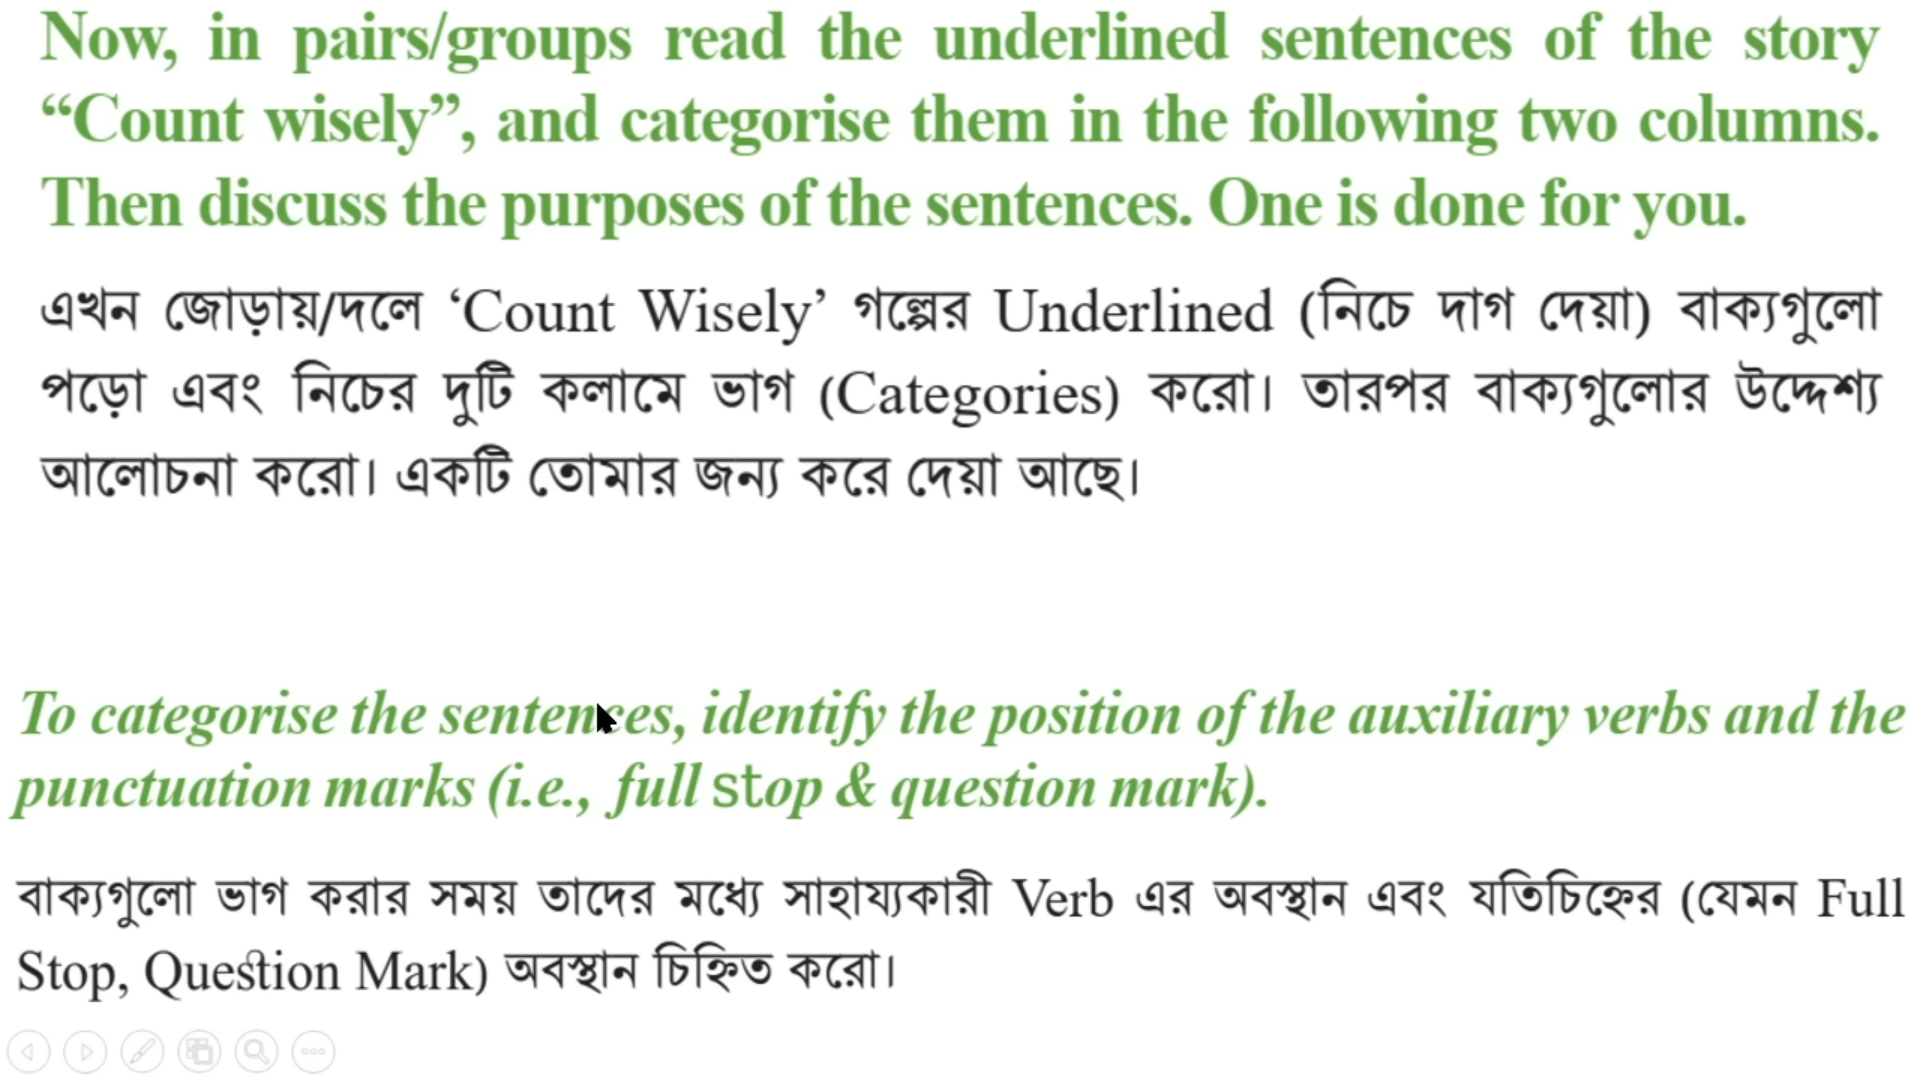 Now, in pairs/groups read the underlined sentences of the story
“Count wisely”, and categorise them in the following two columns.
Then discuss the purposes of the sentences. One is done for you.
এখন জোড়ায়/দলে ‘Count Wisely’ গল্পের Underlined (নিচে দাগ দেয়া) বাক্যগুলো
পড়ো এবং নিচের দুটি কলামে ভাগ (Categories) করো। তারপর বাক্যগুলোর উদ্দেশ্য
আলোচনা করো। একটি তোমার জন্য করে দেয়া আছে।
To categorise the sentences, identify the position of the auxiliary verbs and the
punctuation marks (i.e., full stop & question mark).
বাক্যগুলো ভাগ করার সময় তাদের মধ্যে সাহায্যকারী Verb এর অবস্থান এবং যতিচিহ্নের (যেমন Full
Stop, Question Mark) অবস্থান চিহ্নিত করো।